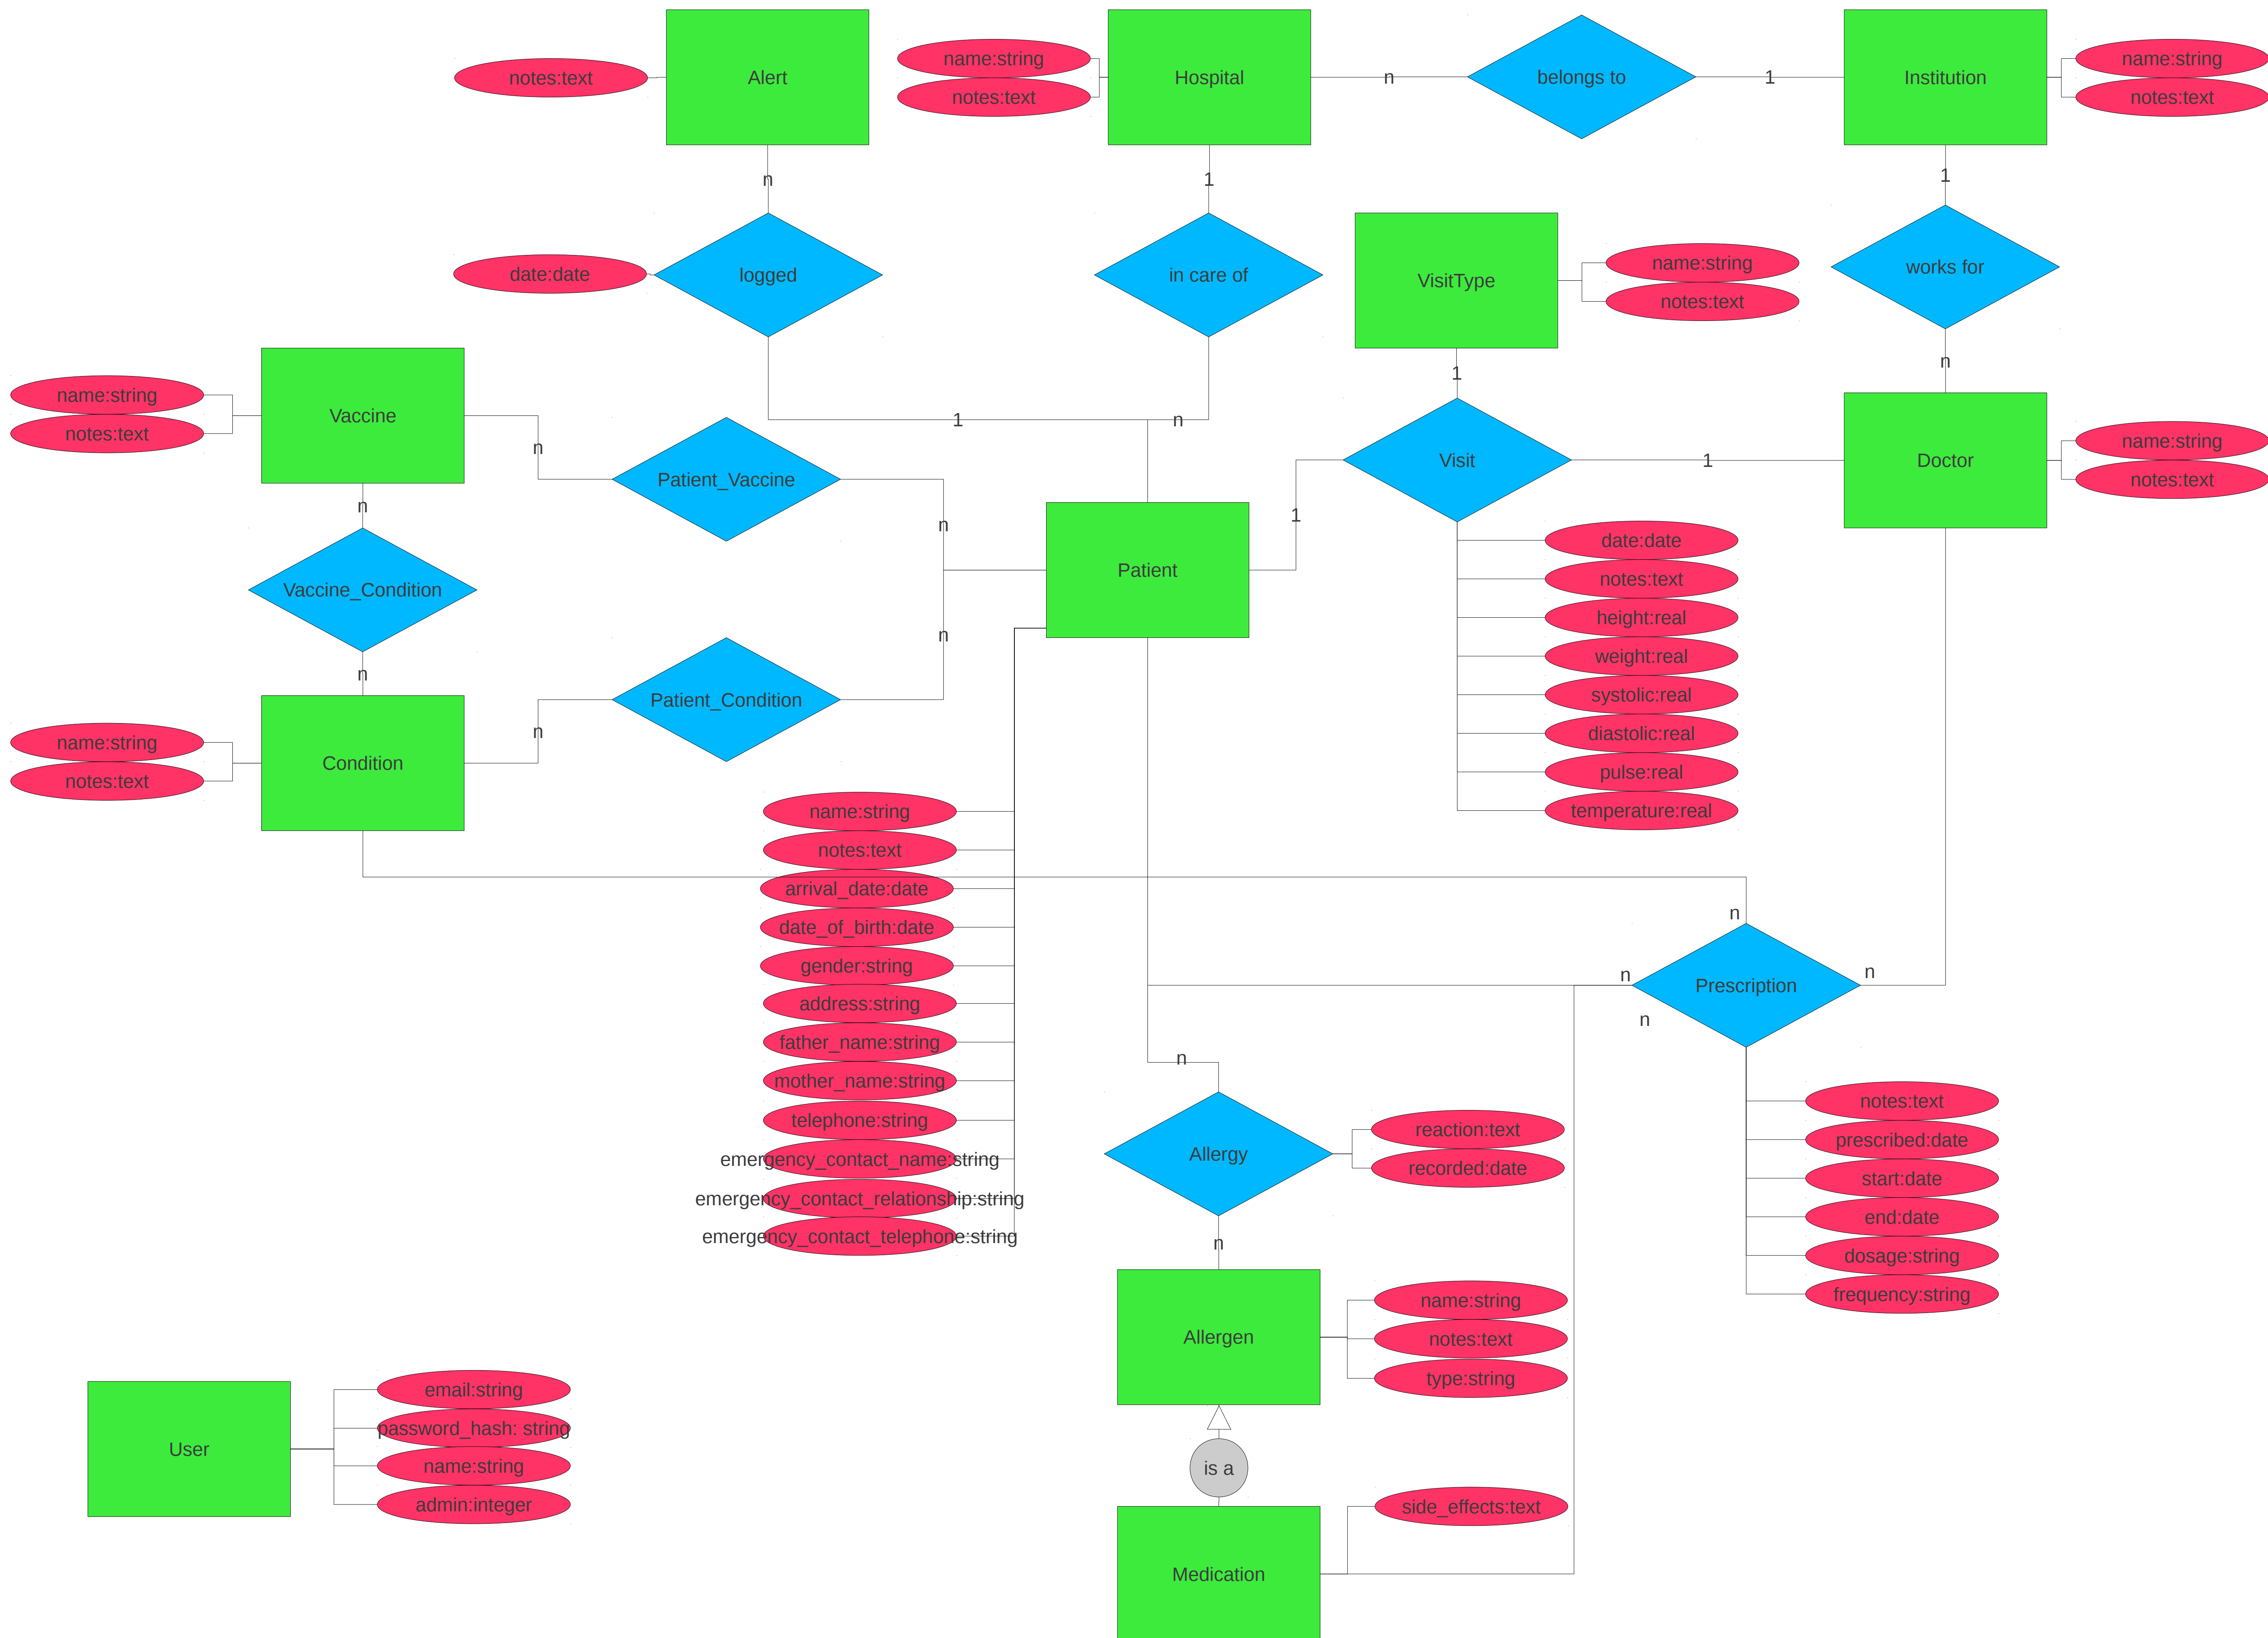 Alert
notes:text
Hospital
name:string
notes:text
n
belongs to
1
Institution
name:string
notes:text
n
1
1
logged
date:date
in care of
VisitType
name:string
notes:text
works for
1
n
1
n
Vaccine
name:string
notes:text
n
Patient_Vaccine
n
Visit
1
Doctor
name:string
notes:text
n
Vaccine_Condition
n
Patient
1
date:date
notes:text
height:real
weight:real
systolic:real
diastolic:real
pulse:real
temperature:real
n
Patient_Condition
n
Condition
name:string
notes:text
name:string
notes:text
arrival_date:date
date_of_birth:date
gender:string
address:string
father_name:string
mother_name:string
telephone:string
emergency_contact_name:string
emergency_contact_relationship:string
emergency_contact_telephone:string
n
n
n
Prescription
n
notes:text
prescribed:date
start:date
end:date
dosage:string
frequency:string
n
Allergy
reaction:text
recorded:date
n
Allergen
name:string
notes:text
type:string
is a
Medication
side_effects:text
User
email:string
password_hash: string
name:string
admin:integer